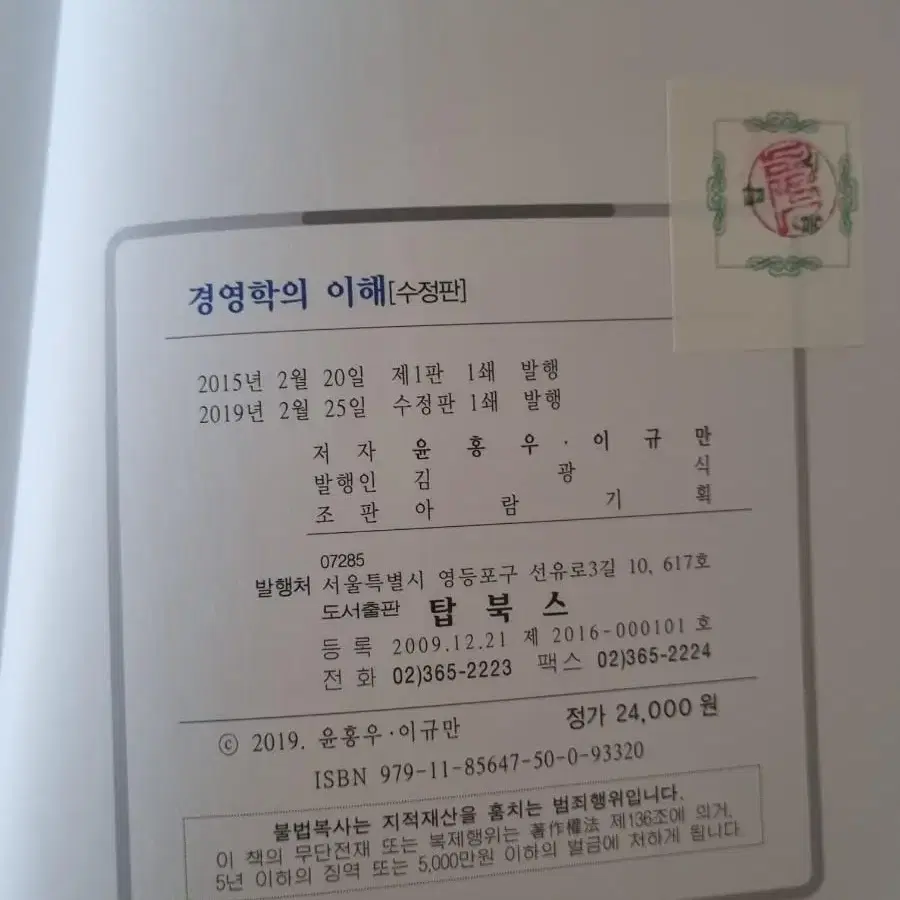 경영학의 이해[수정판]
2015년 2월 20일 제1판 1쇄 발행
2019년 2월 25일 수정판 1쇄 발행
저 자 윤 홍 우 · 이 규 만
발행인 김 광 식
조 판 아 람 기 획
07285
발행처 서울특별시 영등포구 선유로3길 10, 617호
도서출판 탑 북 스
등 록 2009.12.21 제 2016-000101 호
전 화 02)365-2223 팩스 02)365-2224
ⓒ 2019. 윤홍우·이규만 정가 24,000 원
ISBN 979-11-85647-50-0-93320
불법복사는 지적재산을 훔치는 범죄행위입니다.
이 책의 무단전재 또는 복제행위는 著作權法 제136조에 의거,
5년 이하의 징역 또는 5,000만원 이하의 벌금에 처하게 됩니다.